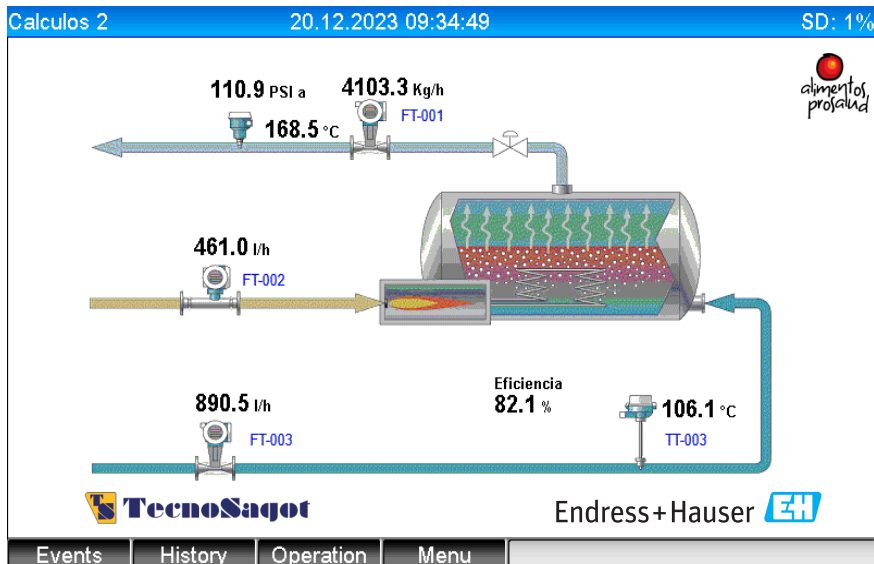 Calculos 2 20.12.2023 09:34:49 SD: 1%
alimentos,
prosalud
110.9 PSI a 4103.3 Kg/h
FT-001
168.5 °C
461.0 l/h
FT-002
Eficiencia
82.1 %
890.5 l/h
FT-003
106.1 °C
TT-003
TS TecnoSagot
Endress+Hauser EH
Events History Operation Menu